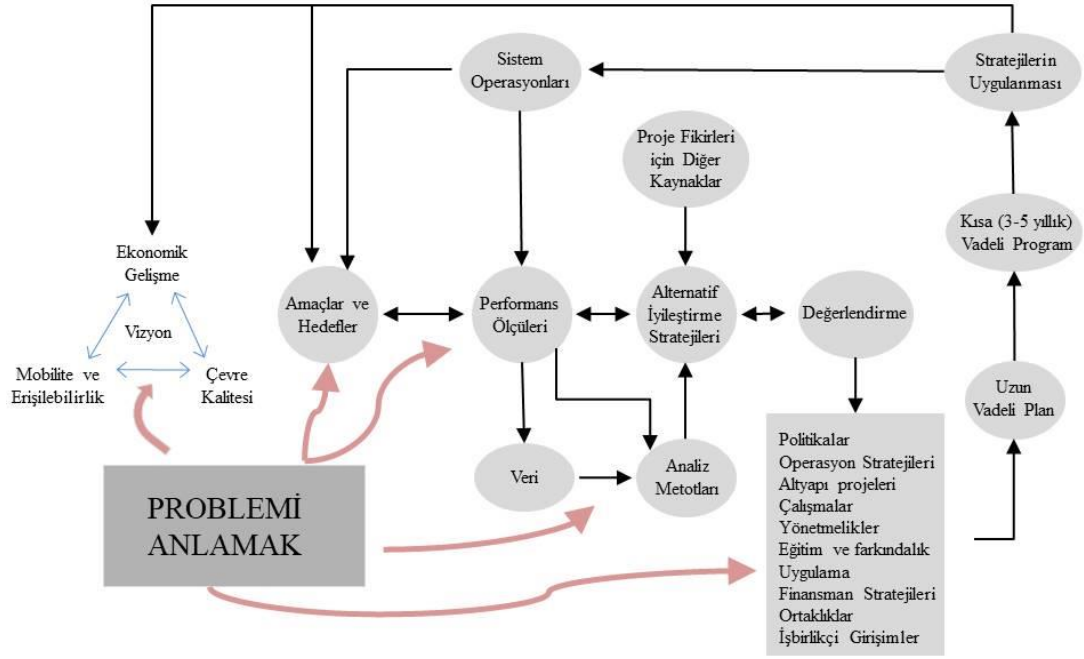 Sistem
Operasyonları
Stratejilerin
Uygulanması
Proje Fikirleri
için Diğer
Kaynaklar
Kısa (3-5 yıllık)
Vadeli Program
Ekonomik
Gelişme
Vizyon
Mobilite ve
Erişilebilirlik
Çevre
Kalitesi
Amaçlar ve
Hedefler
Performans
Ölçüleri
Alternatif
İyileştirme
Stratejileri
Değerlendirme
Uzun
Vadeli Plan
Veri
Analiz
Metotları
PROBLEMİ
ANLAMAK
Politikalar
Operasyon Stratejileri
Altyapı projeleri
Çalışmalar
Yönetmelikler
Eğitim ve farkındalık
Uygulama
Finansman Stratejileri
Ortaklıklar
İşbirlikçi Girişimler